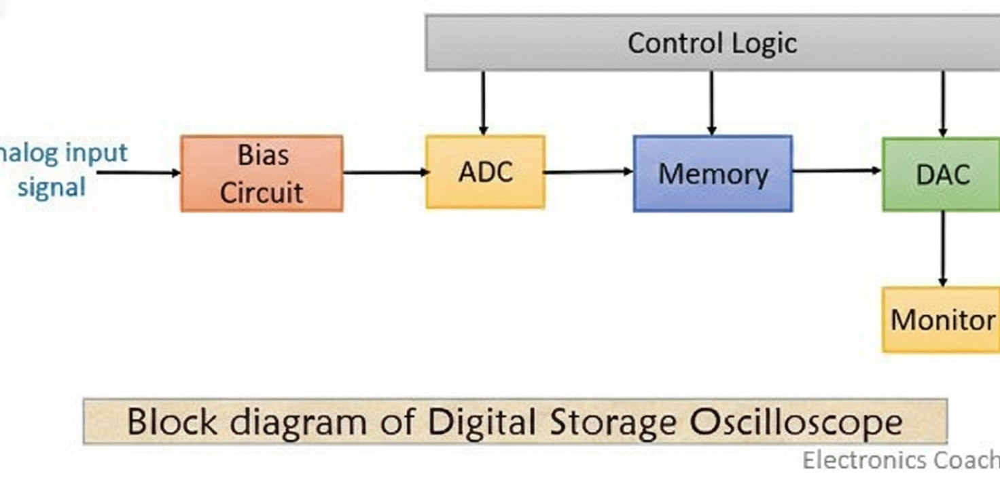 Control Logic
nalog input
signal
Bias
Circuit
ADC
Memory
DAC
Monitor
Block diagram of Digital Storage Oscilloscope
Electronics Coach